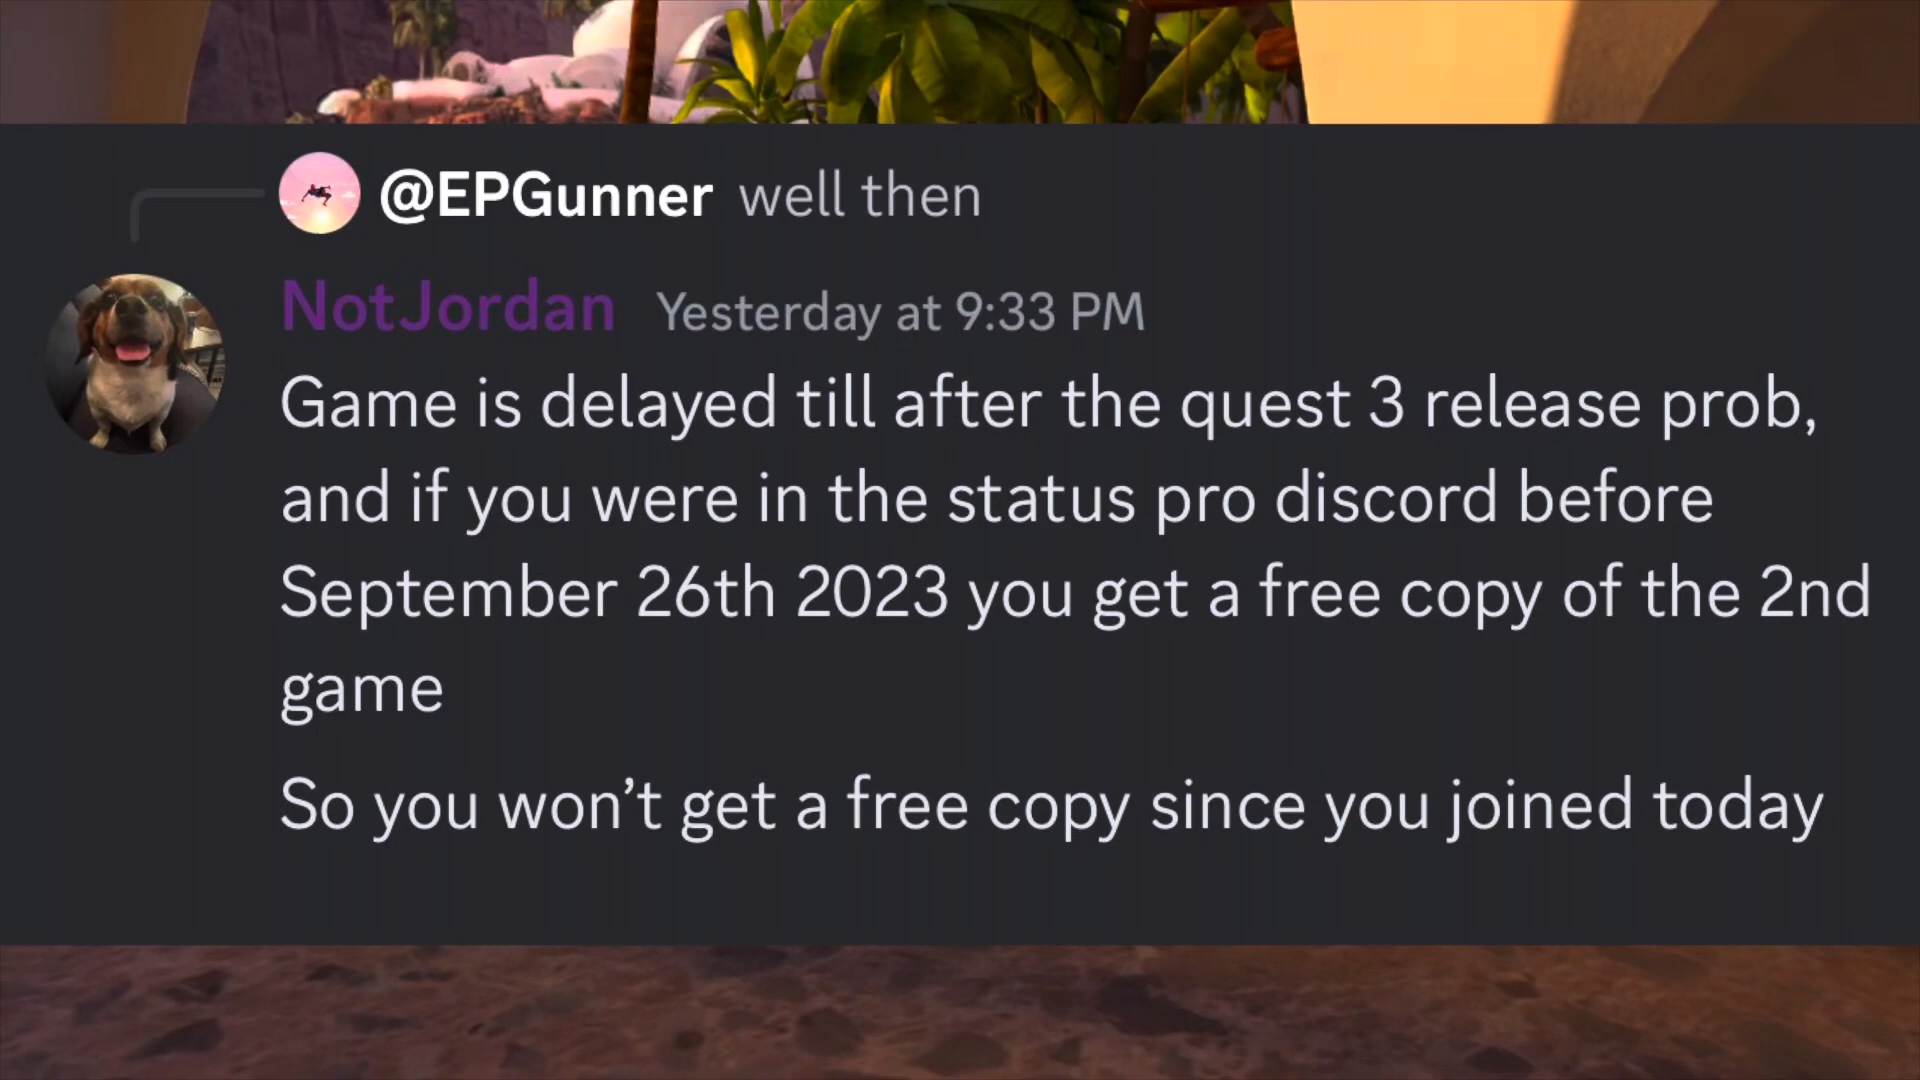 @EPGunner well then
NotJordan Yesterday at 9:33 PM
Game is delayed till after the quest 3 release prob,
and if you were in the status pro discord before
September 26th 2023 you get a free copy of the 2nd
game
So you won’t get a free copy since you joined today